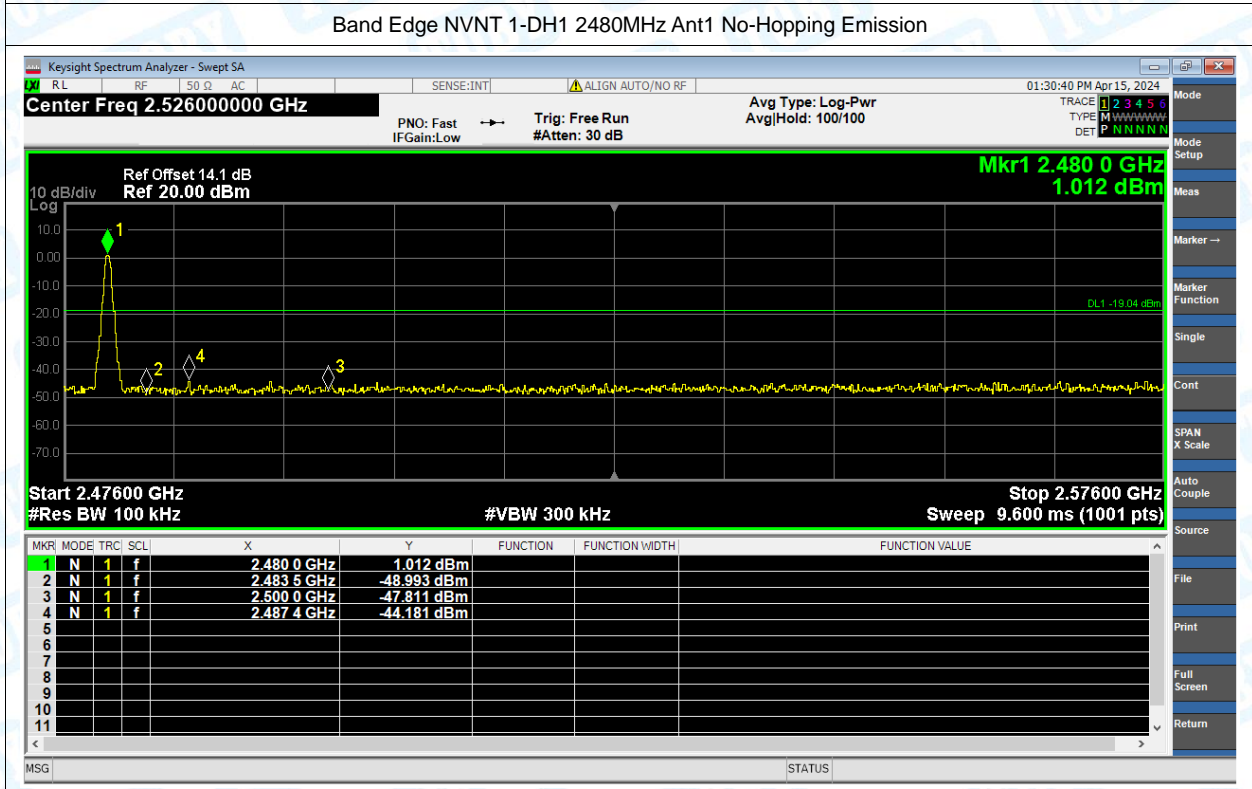 Band Edge NVNT 1-DH1 2480MHz Ant1 No-Hopping Emission
Keysight Spectrum Analyzer - Swept SA
LXI RL RF 50 Ω AC SENSE:INT ALIGN AUTO/NO RF 01:30:40 PM Apr 15, 2024
Center Freq 2.526000000 GHz
PNO: Fast
IFGain:Low
Trig: Free Run
#Atten: 30 dB
Avg Type: Log-Pwr
Avg|Hold: 100/100
TRACE 1 2 3 4 5 6
TYPE M WWWWW
DET P N N N N N
Mkr1 2.480 0 GHz
1.012 dBm
Ref Offset 14.1 dB
10 dB/div Ref 20.00 dBm
Log
10.0
0.00
-10.0
-20.0
-30.0
-40.0
-50.0
-60.0
-70.0
1
2
4
3
DL1 -19.04 dBm
Start 2.47600 GHz Stop 2.57600 GHz
#Res BW 100 kHz #VBW 300 kHz Sweep 9.600 ms (1001 pts)
MKR MODE TRC SCL X Y FUNCTION FUNCTION WIDTH FUNCTION VALUE
1 N 1 f 2.480 0 GHz 1.012 dBm
2 N 1 f 2.483 5 GHz -48.993 dBm
3 N 1 f 2.500 0 GHz -47.811 dBm
4 N 1 f 2.487 4 GHz -44.181 dBm
5
6
7
8
9
10
11
MSG STATUS
Mode
Mode
Setup
Meas
Marker →
Marker
Function
Single
Cont
SPAN
X Scale
Auto
Couple
Source
File
Print
Full
Screen
Return